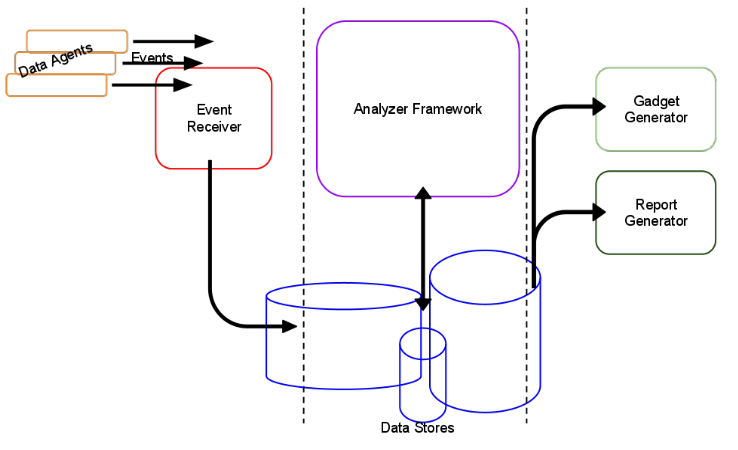 Data Agents
Events
Event
Receiver
Analyzer Framework
Gadget
Generator
Report
Generator
Data Stores